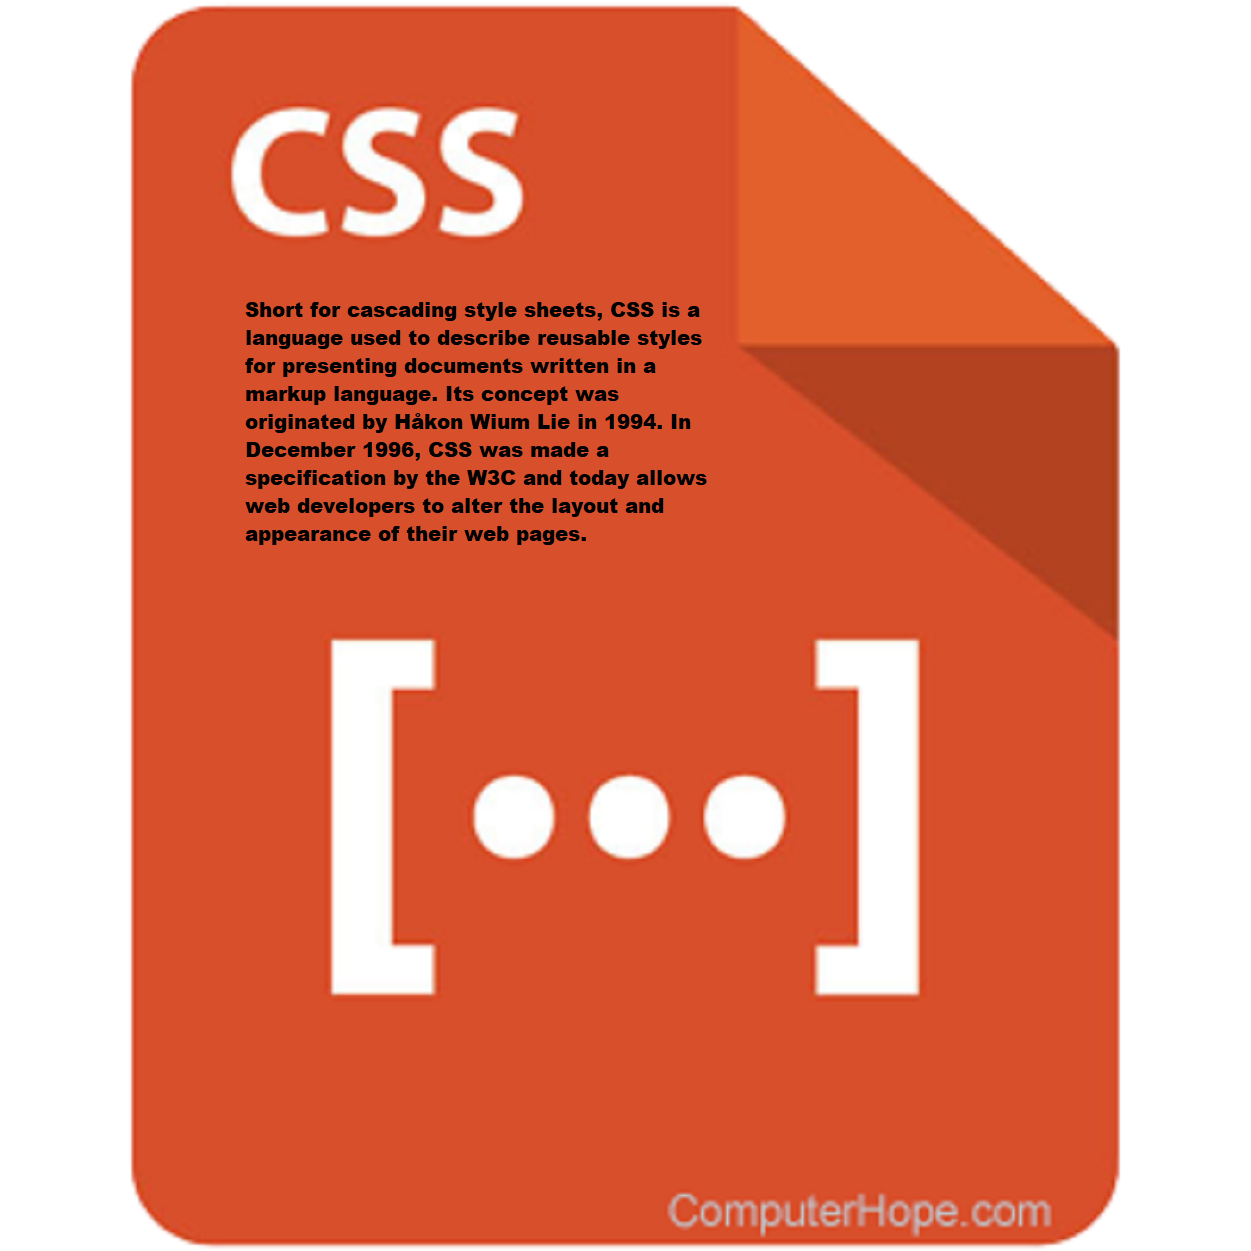 CSS
Short for cascading style sheets, CSS is a
language used to describe reusable styles
for presenting documents written in a
markup language. Its concept was
originated by Håkon Wium Lie in 1994. In
December 1996, CSS was made a
specification by the W3C and today allows
web developers to alter the layout and
appearance of their web pages.
[•••]
ComputerHope.com